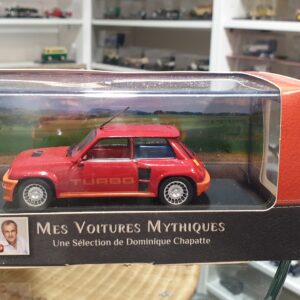 TURBO
MES VOITURES MYTHIQUES
Une Sélection de Dominique Chapatte